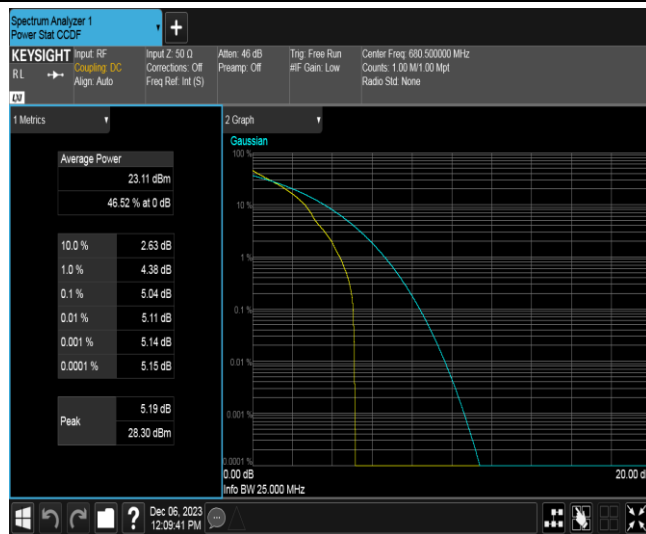 Spectrum Analyzer 1
Power Stat CCDF
+
KEYSIGHT
RL
LXI
Input: RF
Coupling: DC
Align: Auto
Input Z: 50 Ω
Corrections: Off
Freq Ref: Int (S)
Atten: 46 dB
Preamp: Off
Trig: Free Run
#IF Gain: Low
Center Freq: 680.500000 MHz
Counts: 1.00 M/1.00 Mpt
Radio Std: None
1 Metrics
Average Power
23.11 dBm
46.52 % at 0 dB
10.0 % 2.63 dB
1.0 % 4.38 dB
0.1 % 5.04 dB
0.01 % 5.11 dB
0.001 % 5.14 dB
0.0001 % 5.15 dB
Peak
5.19 dB
28.30 dBm
2 Graph
Gaussian
100 %
10 %
1 %
0.1 %
0.01 %
0.001 %
0.0001 %
0.00 dB
20.00 d
Info BW 25.000 MHz
?
Dec 06, 2023
12:09:41 PM